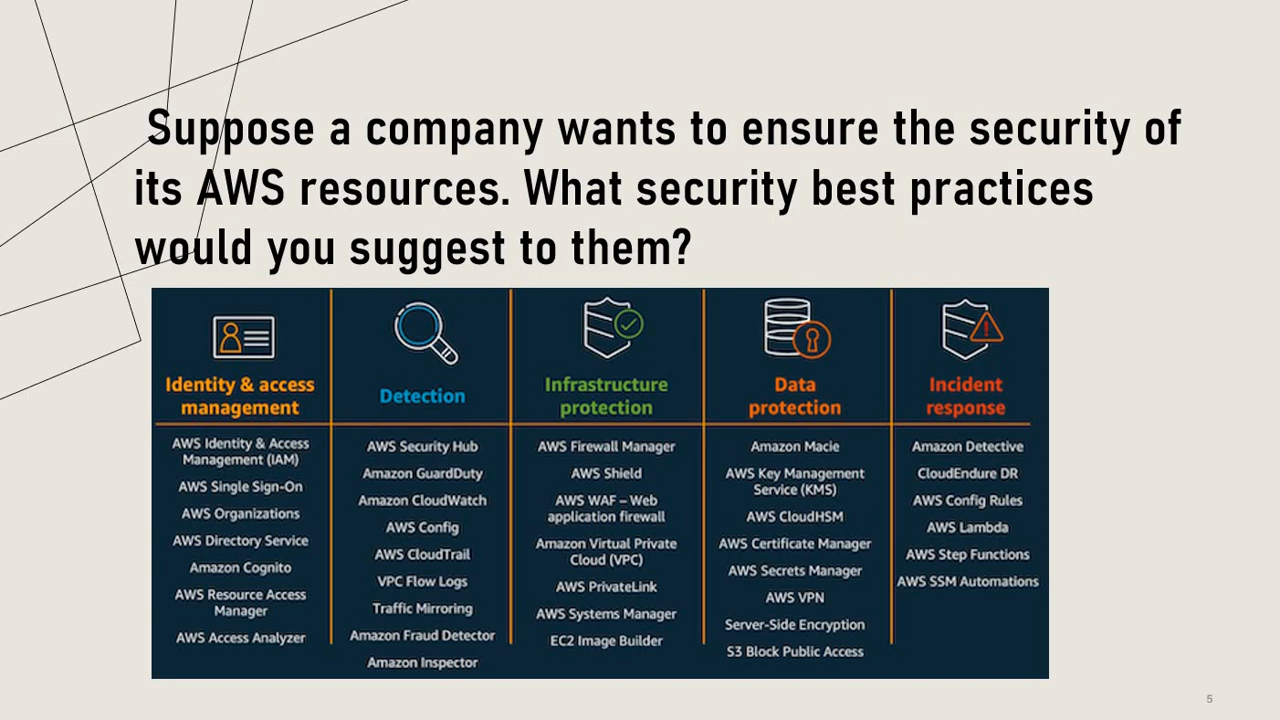 Suppose a company wants to ensure the security of
its AWS resources. What security best practices
would you suggest to them?
Identity & access
management
AWS Identity & Access
Management (IAM)
AWS Single Sign-On
AWS Organizations
AWS Directory Service
Amazon Cognito
AWS Resource Access
Manager
AWS Access Analyzer
Detection
AWS Security Hub
Amazon GuardDuty
Amazon CloudWatch
AWS Config
AWS CloudTrail
VPC Flow Logs
Traffic Mirroring
Amazon Fraud Detector
Amazon Inspector
Infrastructure
protection
AWS Firewall Manager
AWS Shield
AWS WAF – Web
application firewall
Amazon Virtual Private
Cloud (VPC)
AWS PrivateLink
AWS Systems Manager
EC2 Image Builder
Data
protection
Amazon Macie
AWS Key Management
Service (KMS)
AWS CloudHSM
AWS Certificate Manager
AWS Secrets Manager
AWS VPN
Server-Side Encryption
S3 Block Public Access
Incident
response
Amazon Detective
CloudEndure DR
AWS Config Rules
AWS Lambda
AWS Step Functions
AWS SSM Automations
5